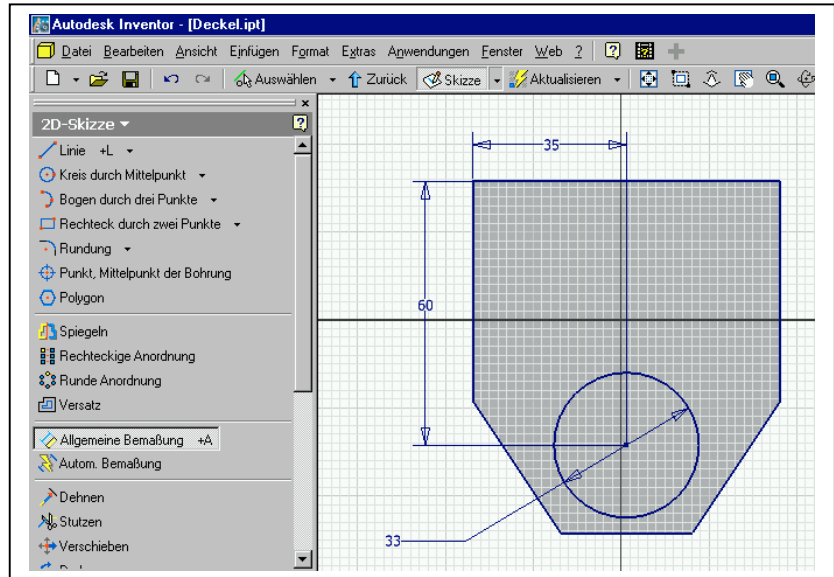 Autodesk Inventor - [Deckel.ipt]
Datei Bearbeiten Ansicht Einfügen Format Extras Anwendungen Fenster Web ?
Auswählen Zurück Skizze Aktualisieren
2D-Skizze
Linie +L
Kreis durch Mittelpunkt
Bogen durch drei Punkte
Rechteck durch zwei Punkte
Rundung
Punkt, Mittelpunkt der Bohrung
Polygon
Spiegeln
Rechteckige Anordnung
Runde Anordnung
Versatz
Allgemeine Bemaßung +A
Autom. Bemaßung
Dehnen
Stutzen
Verschieben
35
60
33